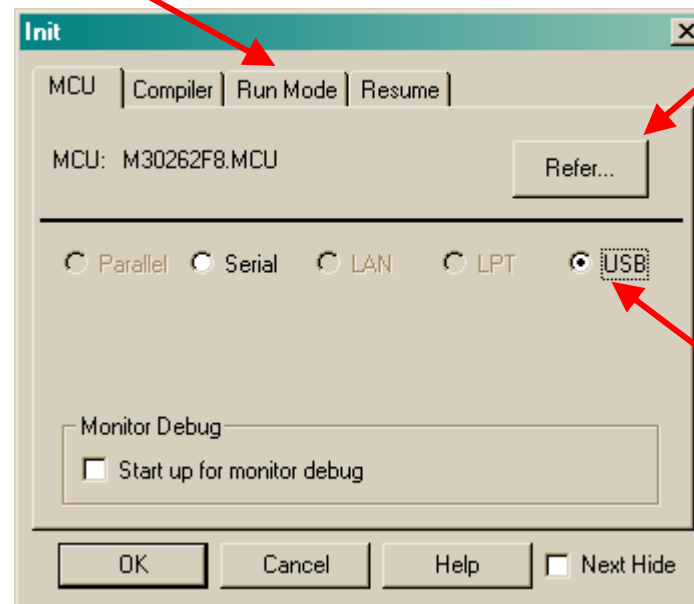 Init
MCU Compiler Run Mode Resume
MCU: M30262F8.MCU Refer...
Parallel Serial LAN LPT USB
Monitor Debug
Start up for monitor debug
OK Cancel Help Next Hide